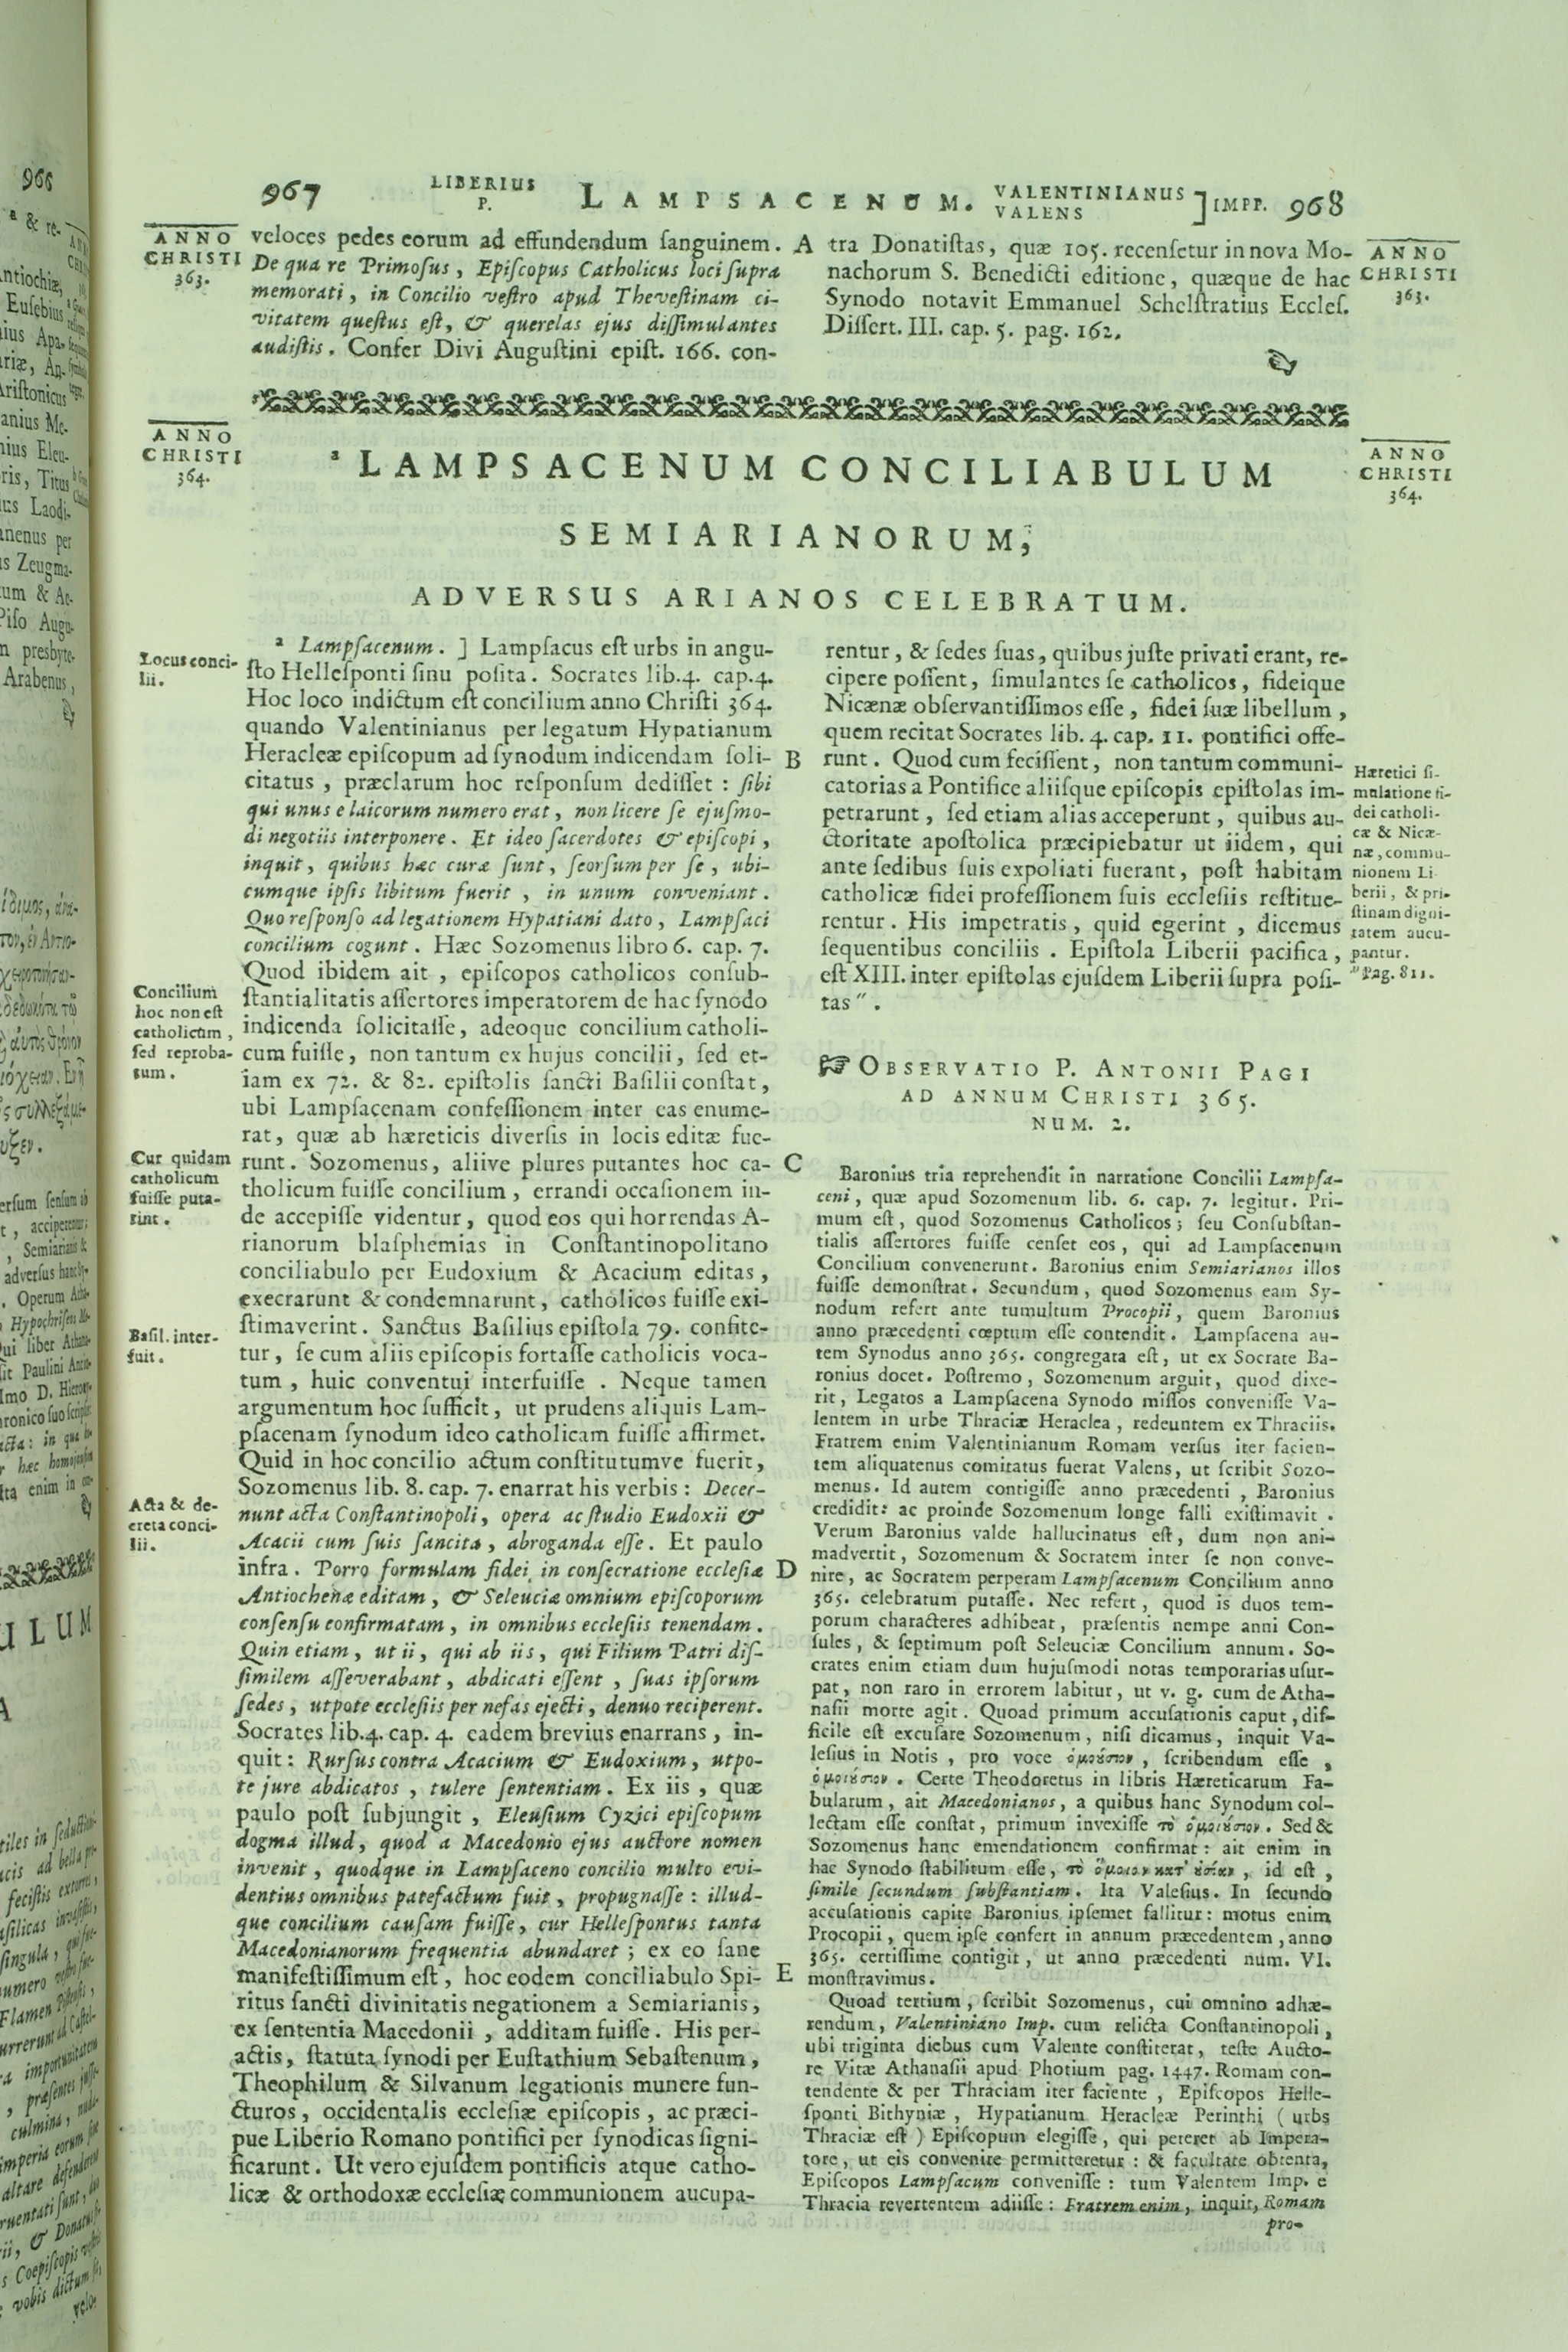 967
LIBERIUS
P.
LAMPSACENUM.
VALENTINIANUS
VALENS
] IMPP.
968
ANNO
CHRISTI
363.
veloces pedes eorum ad effundendum ſanguinem.
De qua re Primoſus, Epiſcopus Catholicus loci ſupra
memorati, in Concilio veſtro apud Theveſtinam ci-
vitatem queſtus eſt, & querelas ejus diſſimulantes
audiſtis. Confer Divi Auguſtini epiſt. 166. con-
A
tra Donatiſtas, quæ 105. recenſetur in nova Mo-
nachorum S. Benedicti editione, quæque de hac
Synodo notavit Emmanuel Schelſtratius Eccleſ.
Diſſert. III. cap. 5. pag. 162.
ANNO
CHRISTI
363.
ANNO
CHRISTI
364.
ª LAMPSACENUM CONCILIABULUM
SEMIARIANORUM,
ADVERSUS ARIANOS CELEBRATUM.
ANNO
CHRISTI
364.
Locus conci-
lii.
ª Lampſacenum. ] Lampſacus eſt urbs in angu-
ſto Helleſponti ſinu poſita. Socrates lib.4. cap.4.
Hoc loco indictum eſt concilium anno Chriſti 364.
quando Valentinianus per legatum Hypatianum
Heracleæ epiſcopum ad ſynodum indicendam ſoli-
citatus, præclarum hoc reſponſum dediſſet: ſibi
qui unus e laicorum numero erat, non licere ſe ejuſmo-
di negotiis interponere. Et ideo ſacerdotes & epiſcopi,
inquit, quibus hæc curæ ſunt, ſeorſum per ſe, ubi-
cumque ipſis libitum fuerit, in unum conveniant.
Quo reſponſo ad legationem Hypatiani dato, Lampſaci
concilium cogunt. Hæc Sozomenus libro 6. cap. 7.
Quod ibidem ait, epiſcopos catholicos conſub-
ſtantialitatis aſſertores imperatorem de hac ſynodo
indicenda ſolicitaſſe, adeoque concilium catholi-
cum fuiſſe, non tantum ex hujus concilii, ſed et-
iam ex 72. & 82. epiſtolis ſancti Baſilii conſtat,
ubi Lampſacenam confeſſionem inter eas enume-
rat, quæ ab hæreticis diverſis in locis editæ fue-
runt. Sozomenus, aliive plures putantes hoc ca-
tholicum fuiſſe concilium, errandi occaſionem in-
de accepiſſe videntur, quod eos qui horrendas A-
rianorum blaſphemias in Conſtantinopolitano
conciliabulo per Eudoxium & Acacium editas,
execrarunt & condemnarunt, catholicos fuiſſe exi-
ſtimaverint. Sanctus Baſilius epiſtola 79. confite-
tur, ſe cum aliis epiſcopis fortaſſe catholicis voca-
tum, huic conventui interfuiſſe. Neque tamen
argumentum hoc ſufficit, ut prudens aliquis Lam-
pſacenam ſynodum ideo catholicam fuiſſe affirmet.
Quid in hoc concilio actum conſtitutumve fuerit,
Sozomenus lib. 8. cap. 7. enarrat his verbis: Decer-
nunt acta Conſtantinopoli, opera ac ſtudio Eudoxii &
Acacii cum ſuis ſancita, abroganda eſſe. Et paulo
infra. Porro formulam fidei in conſecratione eccleſiæ
Antiochenæ editam, & Seleuciæ omnium epiſcoporum
conſenſu confirmatam, in omnibus eccleſiis tenendam.
Quin etiam, ut ii, qui ab iis, qui Filium Patri diſ-
ſimilem aſſeverabant, abdicati eſſent, ſuas ipſorum
ſedes, utpote eccleſiis per nefas ejecti, denuo reciperent.
Socrates lib.4. cap. 4. eadem brevius enarrans, in-
quit: Rurſus contra Acacium & Eudoxium, utpo-
te jure abdicatos, tulere ſententiam. Ex iis, quæ
paulo poſt ſubjungit, Eleuſium Cyzici epiſcopum
dogma illud, quod a Macedonio ejus auctore nomen
invenit, quodque in Lampſaceno concilio multo evi-
dentius omnibus patefactum fuit, propugnaſſe: illud-
que concilium cauſam fuiſſe, cur Helleſpontus tanta
Macedonianorum frequentia abundaret; ex eo ſane
manifeſtiſſimum eſt, hoc eodem conciliabulo Spi-
ritus ſancti divinitatis negationem a Semiarianis,
ex ſententia Macedonii, additam fuiſſe. His per-
actis, ſtatuta ſynodi per Euſtathium Sebaſtenum,
Theophilum & Silvanum legationis munere fun-
cturos, occidentalis eccleſiæ epiſcopis, ac præci-
pue Liberio Romano pontifici per ſynodicas ſigni-
ficarunt. Ut vero ejuſdem pontificis atque catho-
licæ & orthodoxæ eccleſiæ communionem aucupa-
Concilium
hoc non eſt
catholicum,
ſed reproba-
tum.
Cur quidam
catholicum
fuiſſe puta-
rint.
Baſil. inter-
fuit.
Acta & de-
creta conci-
lii.
B
C
D
E
rentur, & ſedes ſuas, quibus juſte privati erant, re-
cipere poſſent, ſimulantes ſe catholicos, fideique
Nicænæ obſervantiſſimos eſſe, fidei ſuæ libellum,
quem recitat Socrates lib. 4. cap. 11. pontifici offe-
runt. Quod cum feciſſent, non tantum communi-
catorias a Pontifice aliiſque epiſcopis epiſtolas im-
petrarunt, ſed etiam alias acceperunt, quibus au-
ctoritate apoſtolica præcipiebatur ut iidem, qui
ante ſedibus ſuis expoliati fuerant, poſt habitam
catholicæ fidei profeſſionem ſuis eccleſiis reſtitue-
rentur. His impetratis, quid egerint, dicemus
ſequentibus conciliis. Epiſtola Liberii pacifica,
eſt XIII. inter epiſtolas ejuſdem Liberii ſupra poſi-
tas ″.
Hæretici ſi-
mulatione fi-
dei catholi-
cæ & Nicæ-
næ, commu-
nionem Li-
berii, & pri-
ſtinam digni-
tatem aucu-
pantur.
″ Pag. 811.
☞ OBSERVATIO P. ANTONII PAGI
AD ANNUM CHRISTI 365.
NUM. 2.
Baronius tria reprehendit in narratione Concilii Lampſa-
ceni, quæ apud Sozomenum lib. 6. cap. 7. legitur. Pri-
mum eſt, quod Sozomenus Catholicos; ſeu Conſubſtan-
tialis aſſertores fuiſſe cenſet eos, qui ad Lampſacenum
Concilium convenerunt. Baronius enim Semiarianos illos
fuiſſe demonſtrat. Secundum, quod Sozomenus eam Sy-
nodum refert ante tumultum Procopii, quem Baronius
anno præcedenti cœptum eſſe contendit. Lampſacena au-
tem Synodus anno 365. congregata eſt, ut ex Socrate Ba-
ronius docet. Poſtremo, Sozomenum arguit, quod dixe-
rit, Legatos a Lampſacena Synodo miſſos conveniſſe Va-
lentem in urbe Thraciæ Heraclea, redeuntem ex Thraciis.
Fratrem enim Valentinianum Romam verſus iter facien-
tem aliquatenus comitatus fuerat Valens, ut ſcribit Sozo-
menus. Id autem contigiſſe anno præcedenti, Baronius
credidit: ac proinde Sozomenum longe falli exiſtimavit.
Verum Baronius valde hallucinatus eſt, dum non ani-
madvertit, Sozomenum & Socratem inter ſe non conve-
nire, ac Socratem perperam Lampſacenum Concilium anno
365. celebratum putaſſe. Nec refert, quod is duos tem-
porum characteres adhibeat, præſentis nempe anni Con-
ſules, & ſeptimum poſt Seleuciæ Concilium annum. So-
crates enim etiam dum hujuſmodi notas temporarias uſur-
pat, non raro in errorem labitur, ut v. g. cum de Atha-
naſii morte agit. Quoad primum accuſationis caput, dif-
ficile eſt excuſare Sozomenum, niſi dicamus, inquit Va-
leſius in Notis, pro voce ὁμοούσιον, ſcribendum eſſe,
ὁμοιούσιον. Certe Theodoretus in libris Hæreticarum Fa-
bularum, ait Macedonianos, a quibus hanc Synodum col-
lectam eſſe conſtat, primum invexiſſe τὸ ὁμοιούσιον. Sed &
Sozomenus hanc emendationem confirmat: ait enim in
hac Synodo ſtabilitum eſſe, τὸ ὅμοιον κατ' οὐσίαν, id eſt,
ſimile ſecundum ſubſtantiam. Ita Valeſius. In ſecundo
accuſationis capite Baronius ipſemet fallitur: motus enim
Procopii, quem ipſe confert in annum præcedentem, anno
365. certiſſime contigit, ut anno præcedenti num. VI.
monſtravimus.
Quoad tertium, ſcribit Sozomenus, cui omnino adhæ-
rendum, Valentiniano Imp. cum relicta Conſtantinopoli,
ubi triginta diebus cum Valente conſtiterat, teſte Aucto-
re Vitæ Athanaſii apud Photium pag. 1447. Romam con-
tendente & per Thraciam iter faciente, Epiſcopos Helle-
ſponti Bithyniæ, Hypatianum Heracleæ Perinthi ( urbs
Thraciæ eſt ) Epiſcopum elegiſſe, qui peteret ab Impera-
tore, ut eis convenire permitteretur: & facultate obtenta,
Epiſcopos Lampſacum conveniſſe: tum Valentem Imp. e
Thracia revertentem adiiſſe: Fratrem enim, inquit, Romam
pro-